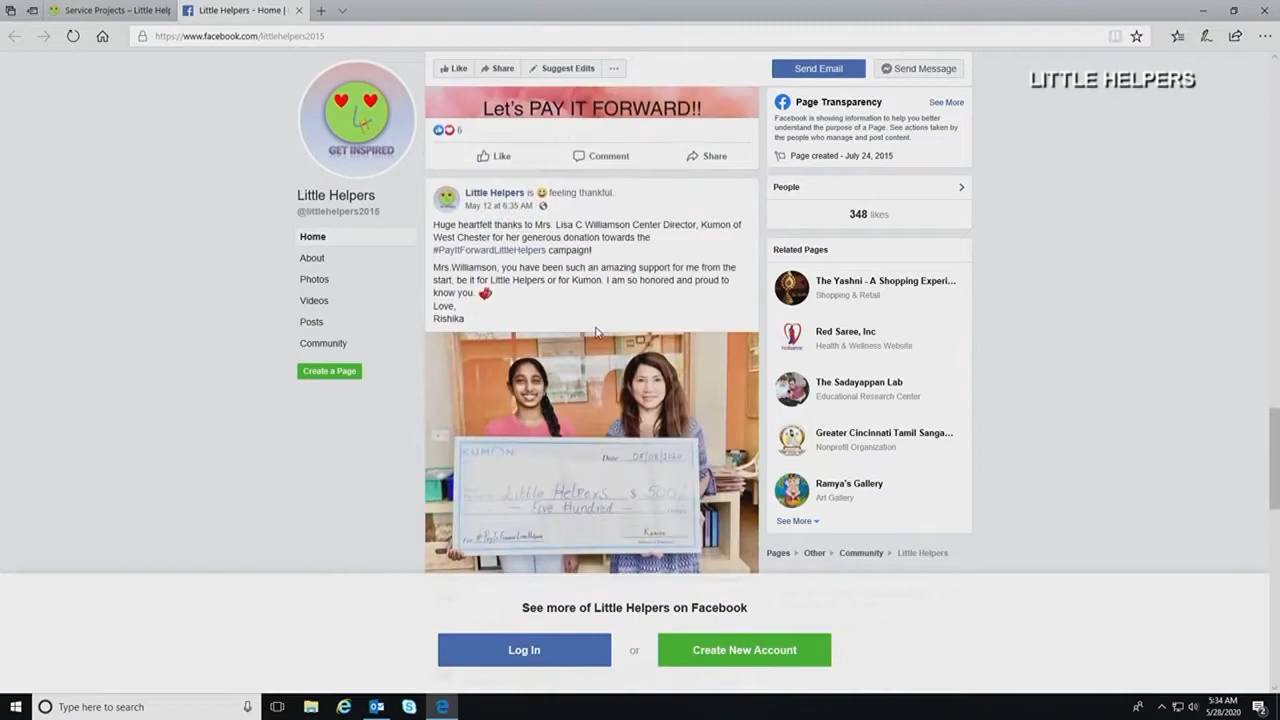 Service Projects – Little Help
Little Helpers - Home |
https://www.facebook.com/littlehelpers2015
LITTLE HELPERS
Like
Share
Suggest Edits
Send Email
Send Message
GET INSPIRED
Little Helpers
@littlehelpers2015
Home
About
Photos
Videos
Posts
Community
Create a Page
Let's PAY IT FORWARD!!
6
Like
Comment
Share
Little Helpers is feeling thankful.
May 12 at 6:35 AM
Huge heartfelt thanks to Mrs. Lisa C Williamson Center Director, Kumon of
West Chester for her generous donation towards the
#PayItForwardLittleHelpers campaign!
Mrs.Williamson, you have been such an amazing support for me from the
start, be it for Little Helpers or for Kumon. I am so honored and proud to
know you.
Love,
Rishika
KUMON
Date
Little Helpers $ 500/
— Five Hundred —
Kumon
Page Transparency
See More
Facebook is showing information to help you better
understand the purpose of a Page. See actions taken by
the people who manage and post content.
Page created - July 24, 2015
People
348 likes
Related Pages
The Yashni - A Shopping Experi...
Shopping & Retail
Red Saree, Inc
Health & Wellness Website
The Sadayappan Lab
Educational Research Center
Greater Cincinnati Tamil Sanga...
Nonprofit Organization
Ramya's Gallery
Art Gallery
See More
Pages
Other
Community
Little Helpers
See more of Little Helpers on Facebook
Log In
or
Create New Account
Type here to search
5:34 AM
5/28/2020
2